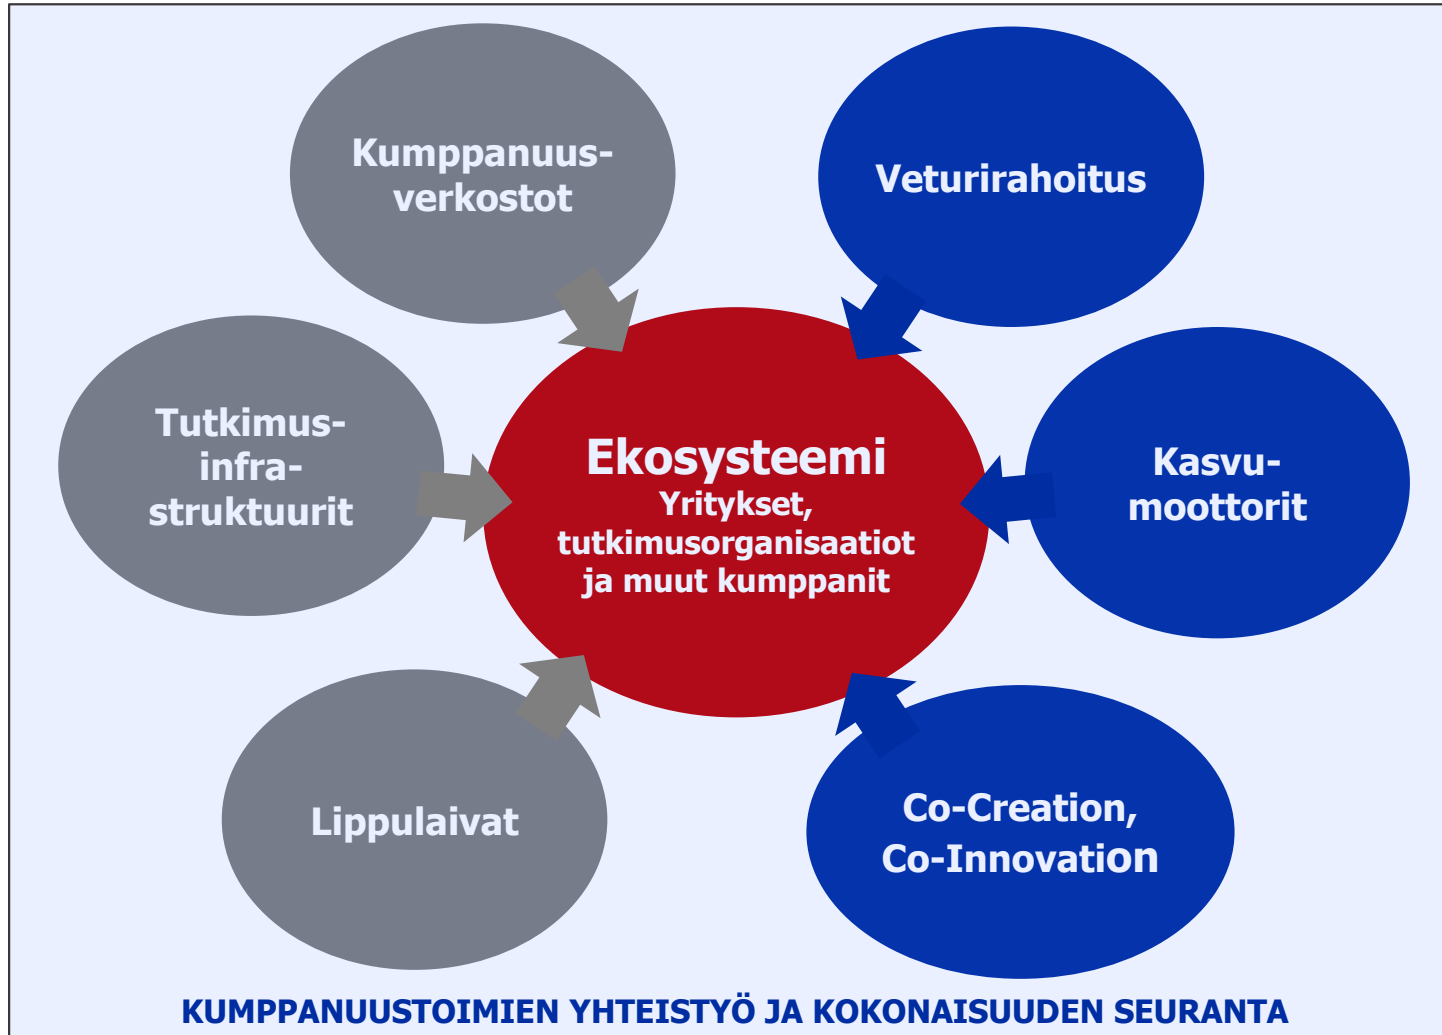 Kumppanuus-
verkostot
Veturirahoitus
Tutkimus-
infra-
struktuurit
Ekosysteemi
Yritykset,
tutkimusorganisaatiot
ja muut kumppanit
Kasvu-
moottorit
Lippulaivat
Co-Creation,
Co-Innovation
KUMPPANUUSTOIMIEN YHTEISTYÖ JA KOKONAISUUDEN SEURANTA